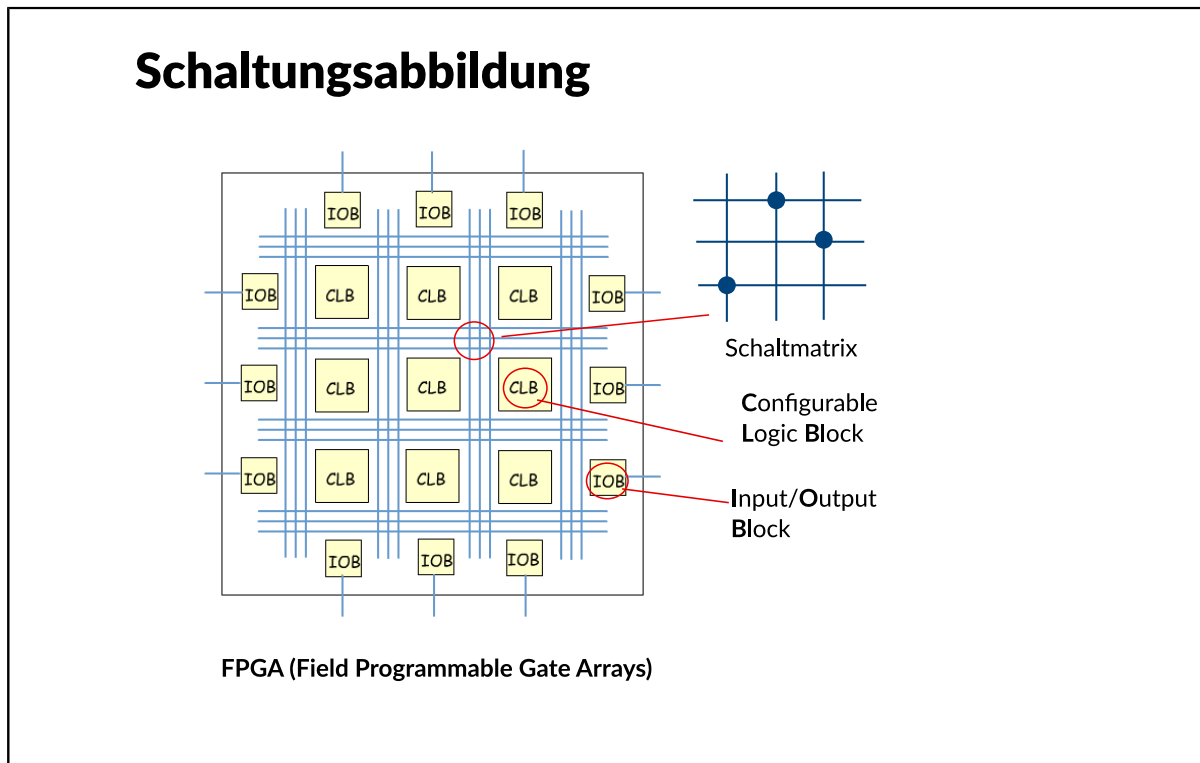 Schaltungsabbildung
IOB IOB IOB
IOB CLB CLB CLB IOB
Schaltmatrix
IOB CLB CLB CLB IOB
Configurable
Logic Block
IOB CLB CLB CLB IOB
Input/Output
Block
IOB IOB IOB
FPGA (Field Programmable Gate Arrays)